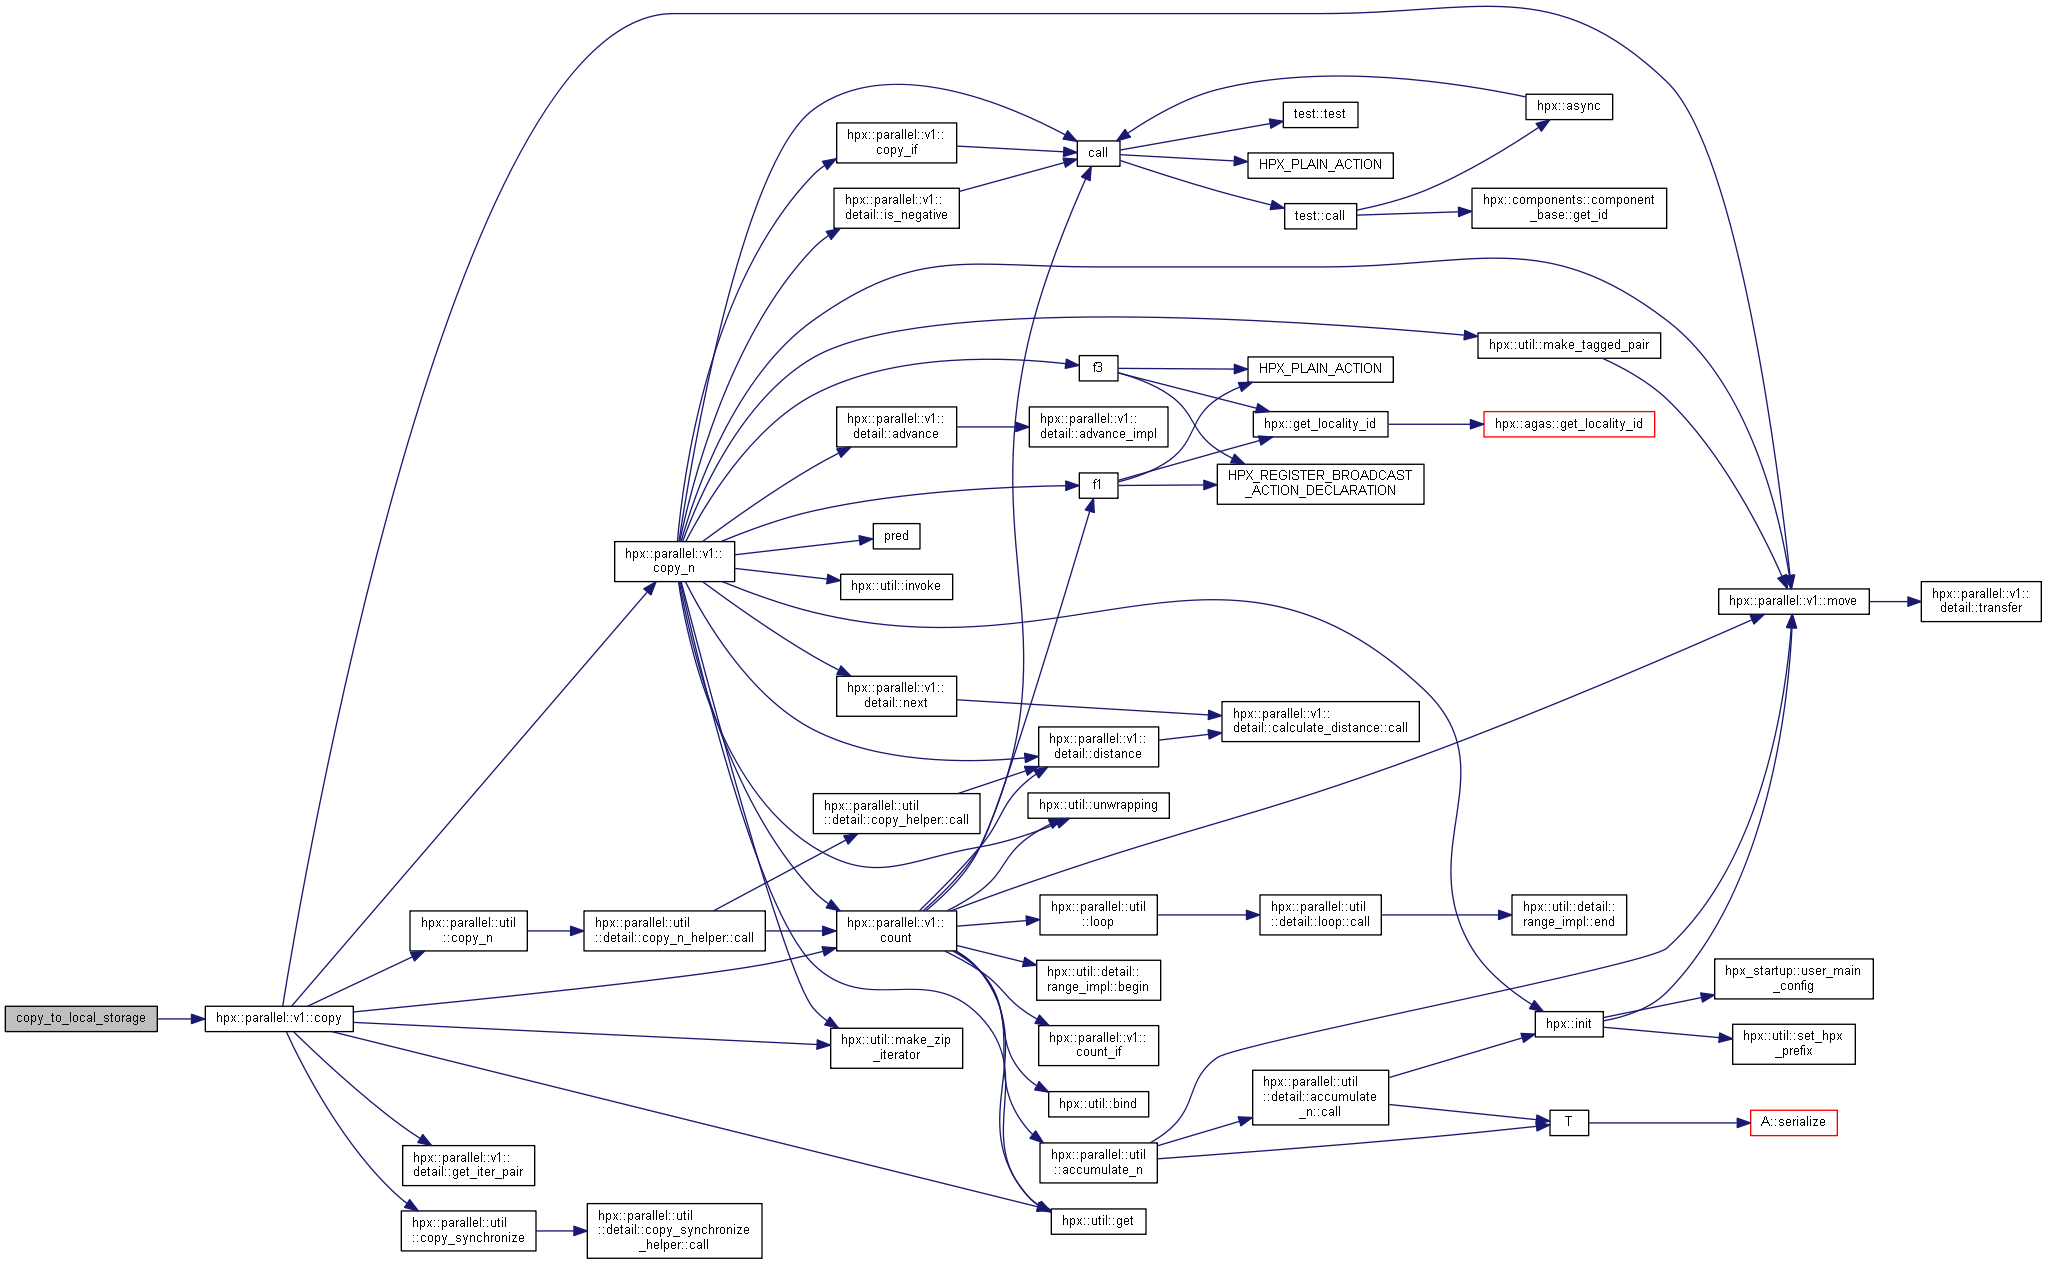 copy_to_local_storage
hpx::parallel::v1::copy
hpx::parallel::util
::copy_n
hpx::parallel::v1::
detail::get_iter_pair
hpx::parallel::util
::copy_synchronize
hpx::parallel::util
::detail::copy_n_helper::call
hpx::parallel::util
::detail::copy_synchronize
_helper::call
hpx::parallel::v1::
copy_n
hpx::parallel::v1::
copy_if
hpx::parallel::v1::
detail::is_negative
hpx::parallel::v1::
detail::advance
pred
hpx::util::invoke
hpx::parallel::v1::
detail::next
hpx::parallel::util
::detail::copy_helper::call
hpx::parallel::v1::
count
hpx::util::make_zip
_iterator
call
f3
hpx::parallel::v1::
detail::advance_impl
f1
hpx::parallel::v1::
detail::distance
hpx::util::unwrapping
hpx::parallel::util
::loop
hpx::util::detail::
range_impl::begin
hpx::parallel::v1::
count_if
hpx::util::bind
hpx::parallel::util
::accumulate_n
hpx::util::get
test::test
HPX_PLAIN_ACTION
test::call
HPX_PLAIN_ACTION
hpx::get_locality_id
HPX_REGISTER_BROADCAST
_ACTION_DECLARATION
hpx::parallel::v1::
detail::calculate_distance::call
hpx::parallel::util
::detail::loop::call
hpx::parallel::util
::detail::accumulate
_n::call
hpx::async
hpx::components::component
_base::get_id
hpx::util::make_tagged_pair
hpx::agas::get_locality_id
hpx::util::detail::
range_impl::end
hpx::init
T
hpx::parallel::v1::move
hpx_startup::user_main
_config
hpx::util::set_hpx
_prefix
A::serialize
hpx::parallel::v1::
detail::transfer